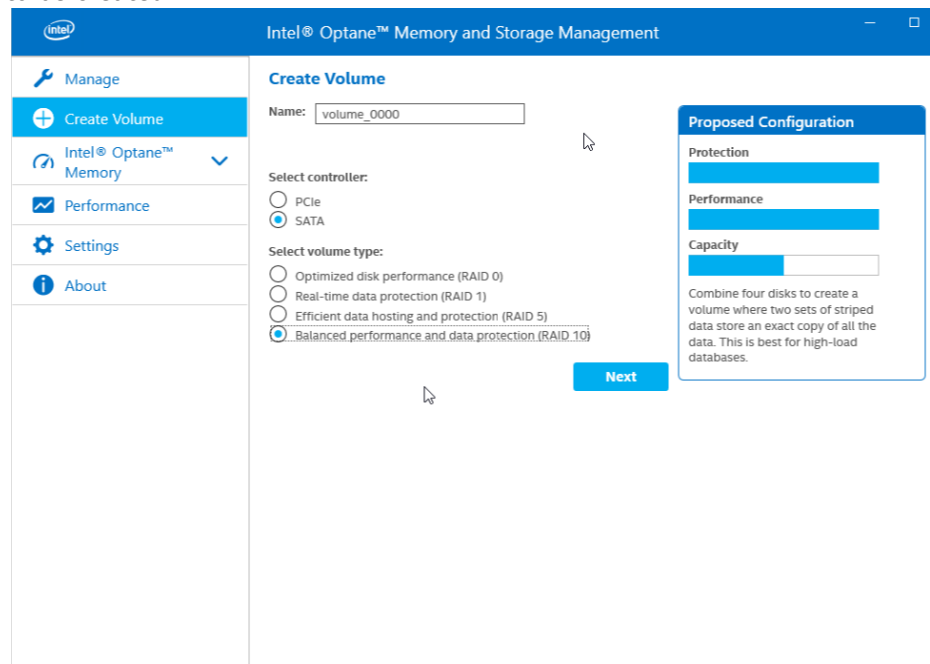 intel
Intel® Optane™ Memory and Storage Management
Manage
Create Volume
Intel® Optane™
Memory
Performance
Settings
About
Create Volume
Name: volume_0000
Select controller:
PCIe
SATA
Select volume type:
Optimized disk performance (RAID 0)
Real-time data protection (RAID 1)
Efficient data hosting and protection (RAID 5)
Balanced performance and data protection (RAID 10)
Next
Proposed Configuration
Protection
Performance
Capacity
Combine four disks to create a
volume where two sets of striped
data store an exact copy of all the
data. This is best for high-load
databases.